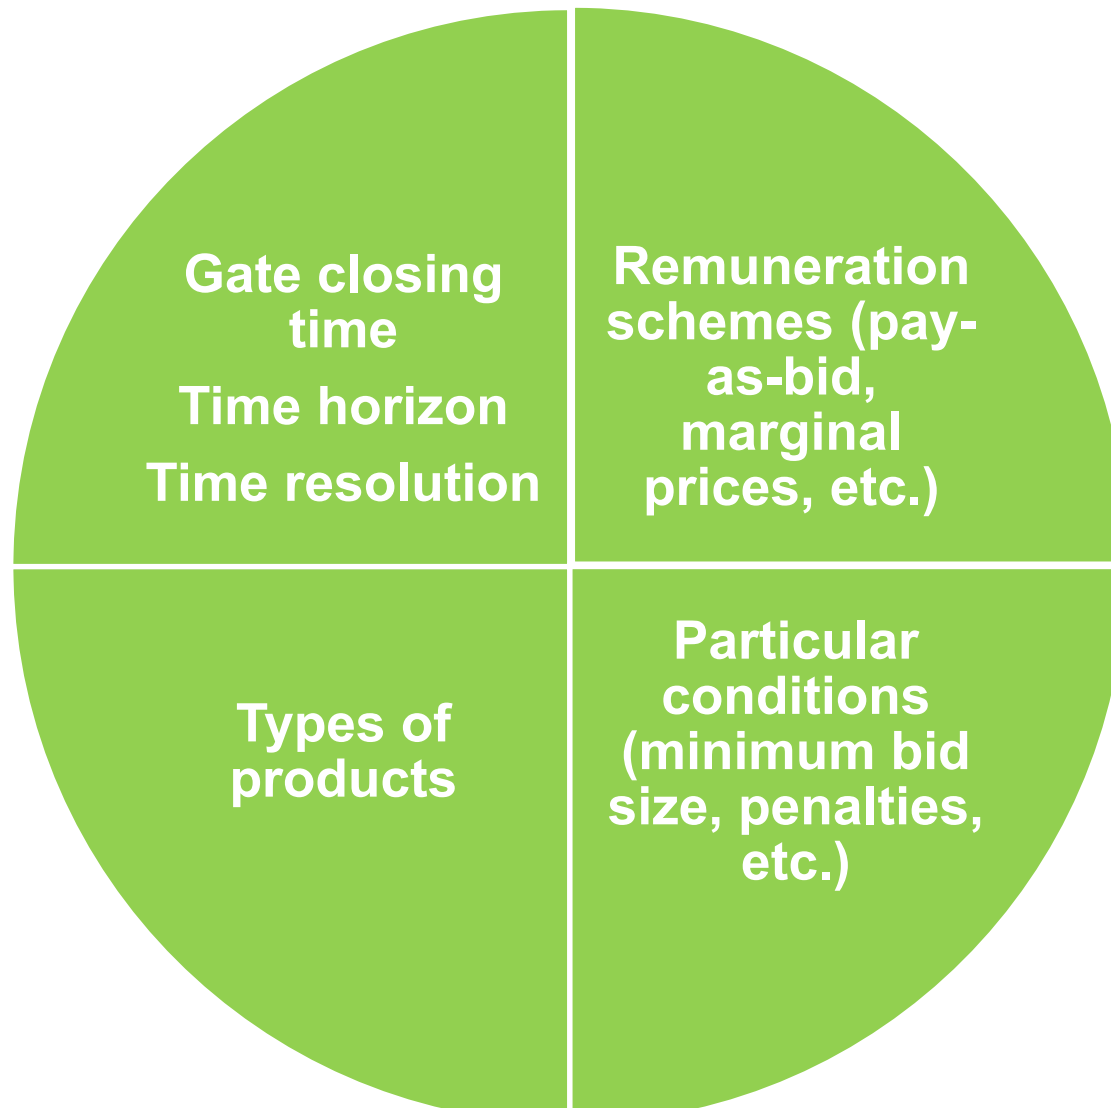 Gate closing
time
Time horizon
Time resolution
Remuneration
schemes (pay-
as-bid,
marginal
prices, etc.)
Types of
products
Particular
conditions
(minimum bid
size, penalties,
etc.)